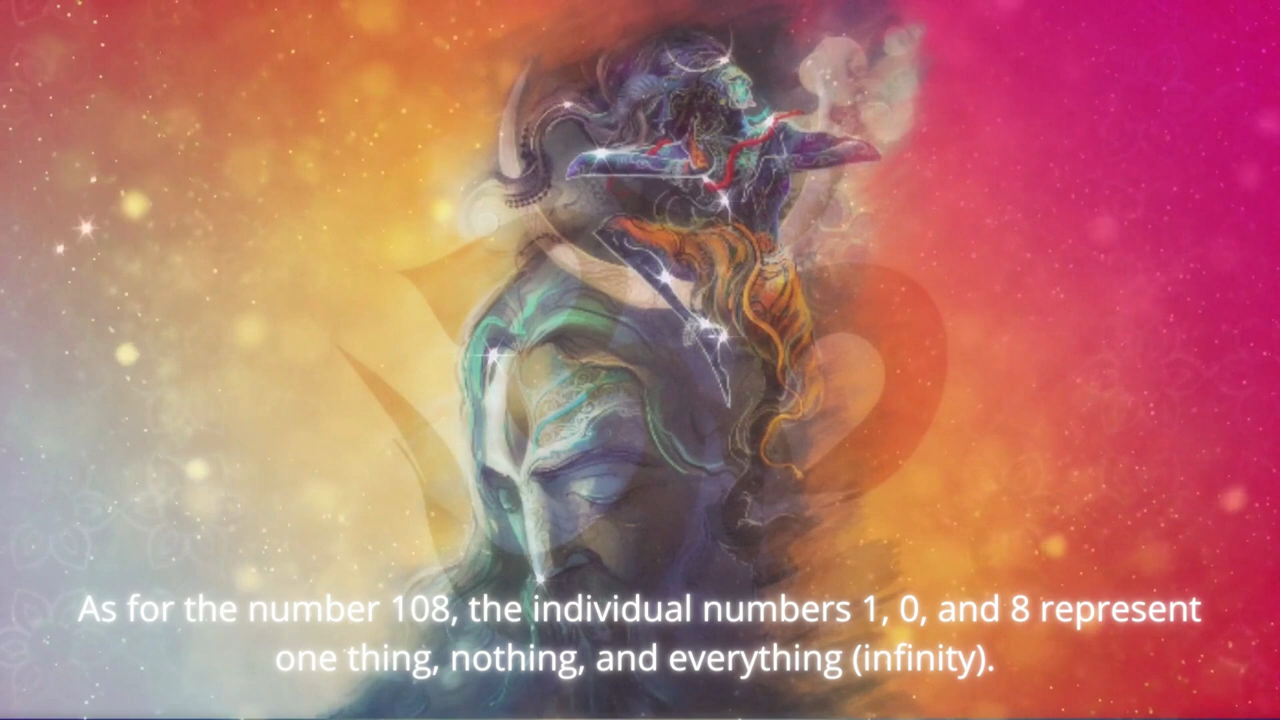 As for the number 108, the individual numbers 1, 0, and 8 represent
one thing, nothing, and everything (infinity).